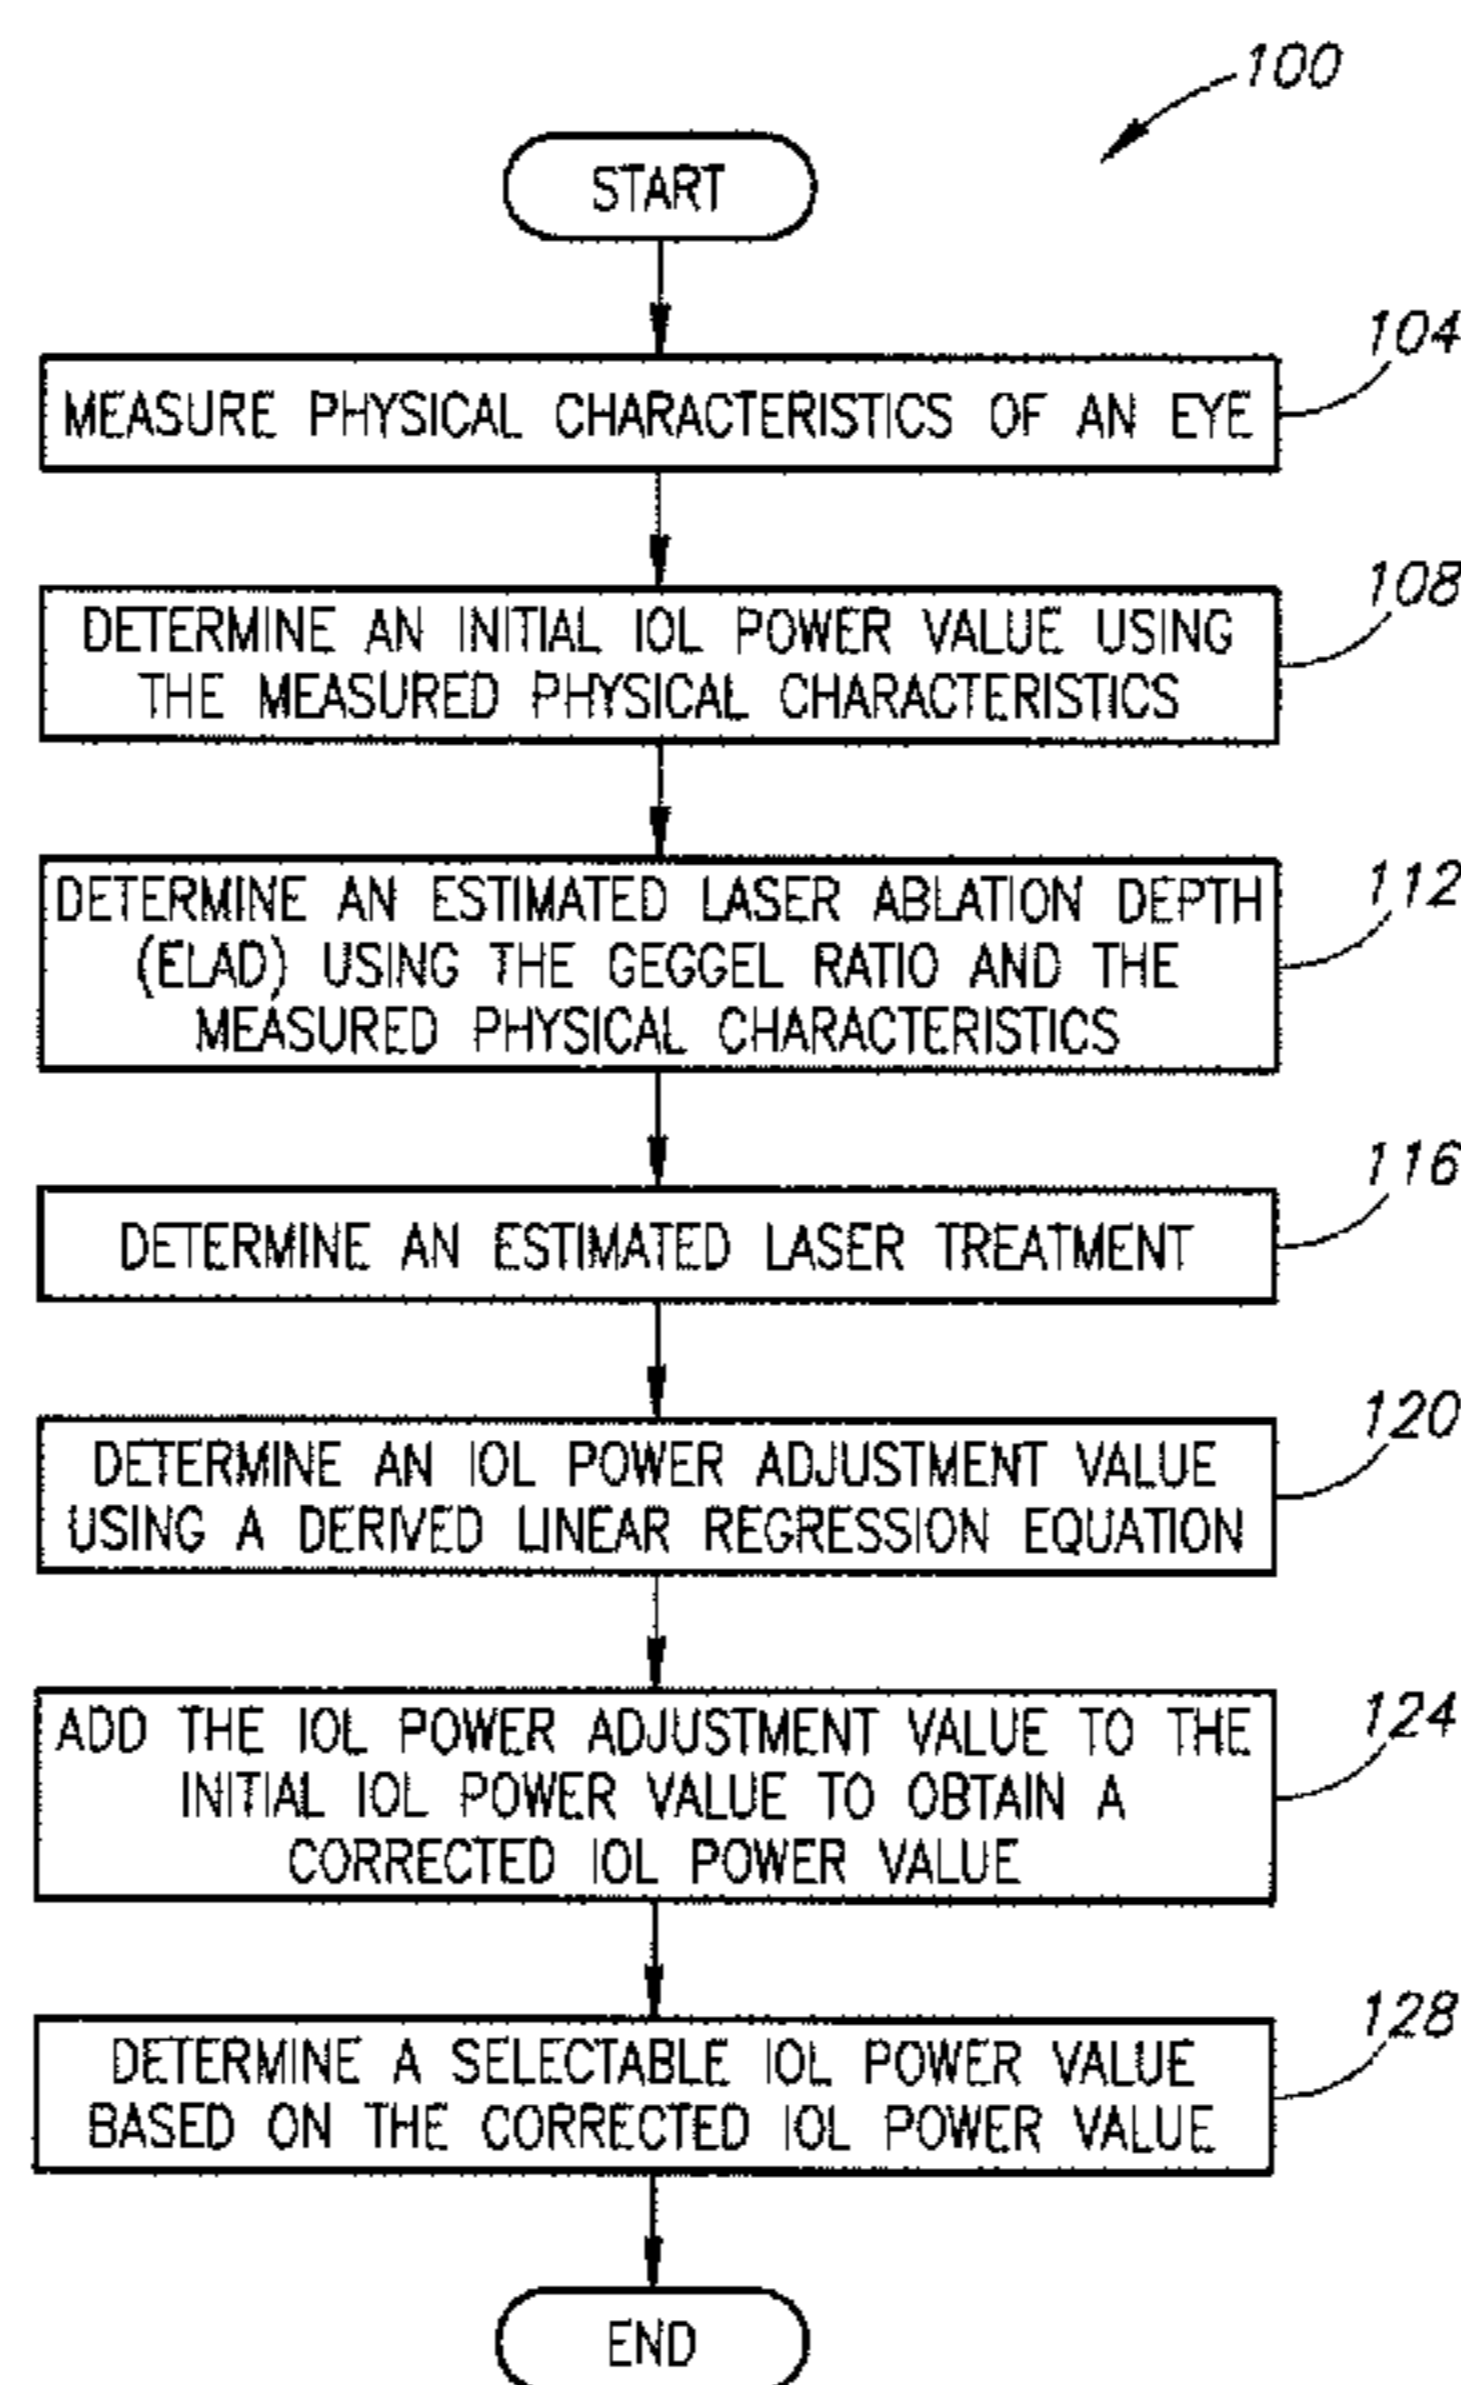 100
START
104
MEASURE PHYSICAL CHARACTERISTICS OF AN EYE
108
DETERMINE AN INITIAL IOL POWER VALUE USING
THE MEASURED PHYSICAL CHARACTERISTICS
112
DETERMINE AN ESTIMATED LASER ABLATION DEPTH
(ELAD) USING THE GEGGEL RATIO AND THE
MEASURED PHYSICAL CHARACTERISTICS
116
DETERMINE AN ESTIMATED LASER TREATMENT
120
DETERMINE AN IOL POWER ADJUSTMENT VALUE
USING A DERIVED LINEAR REGRESSION EQUATION
124
ADD THE IOL POWER ADJUSTMENT VALUE TO THE
INITIAL IOL POWER VALUE TO OBTAIN A
CORRECTED IOL POWER VALUE
128
DETERMINE A SELECTABLE IOL POWER VALUE
BASED ON THE CORRECTED IOL POWER VALUE
END